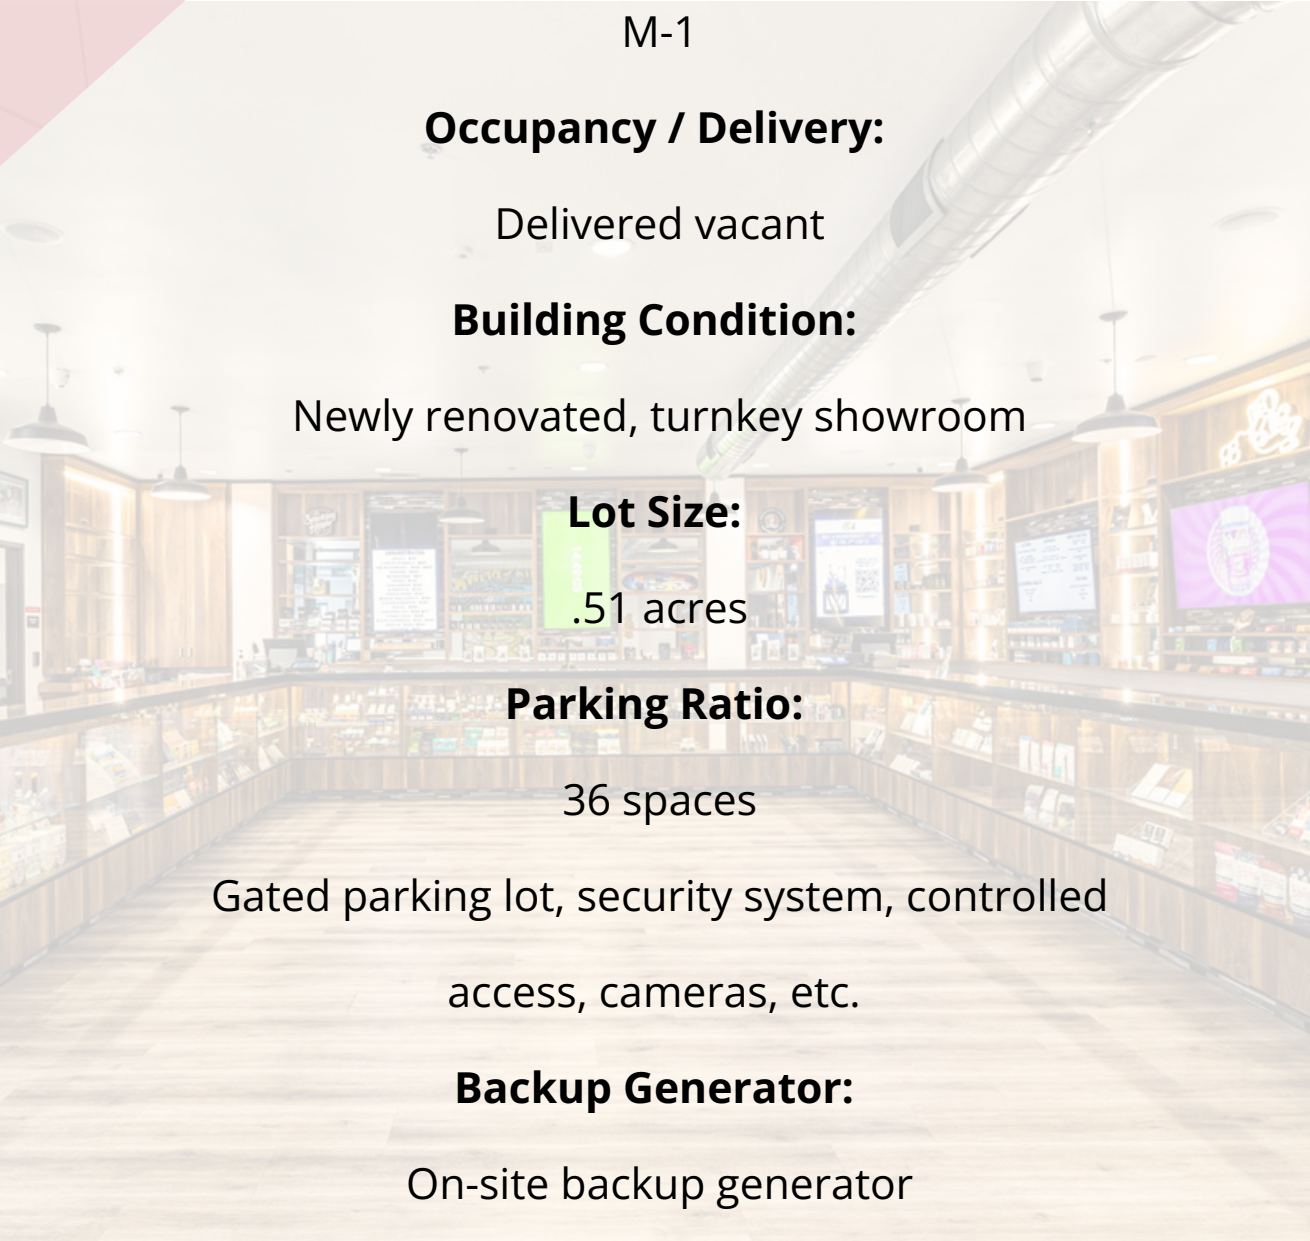 M-1
Occupancy / Delivery:
Delivered vacant
Building Condition:
Newly renovated, turnkey showroom
Lot Size:
.51 acres
Parking Ratio:
36 spaces
Gated parking lot, security system, controlled
access, cameras, etc.
Backup Generator:
On-site backup generator